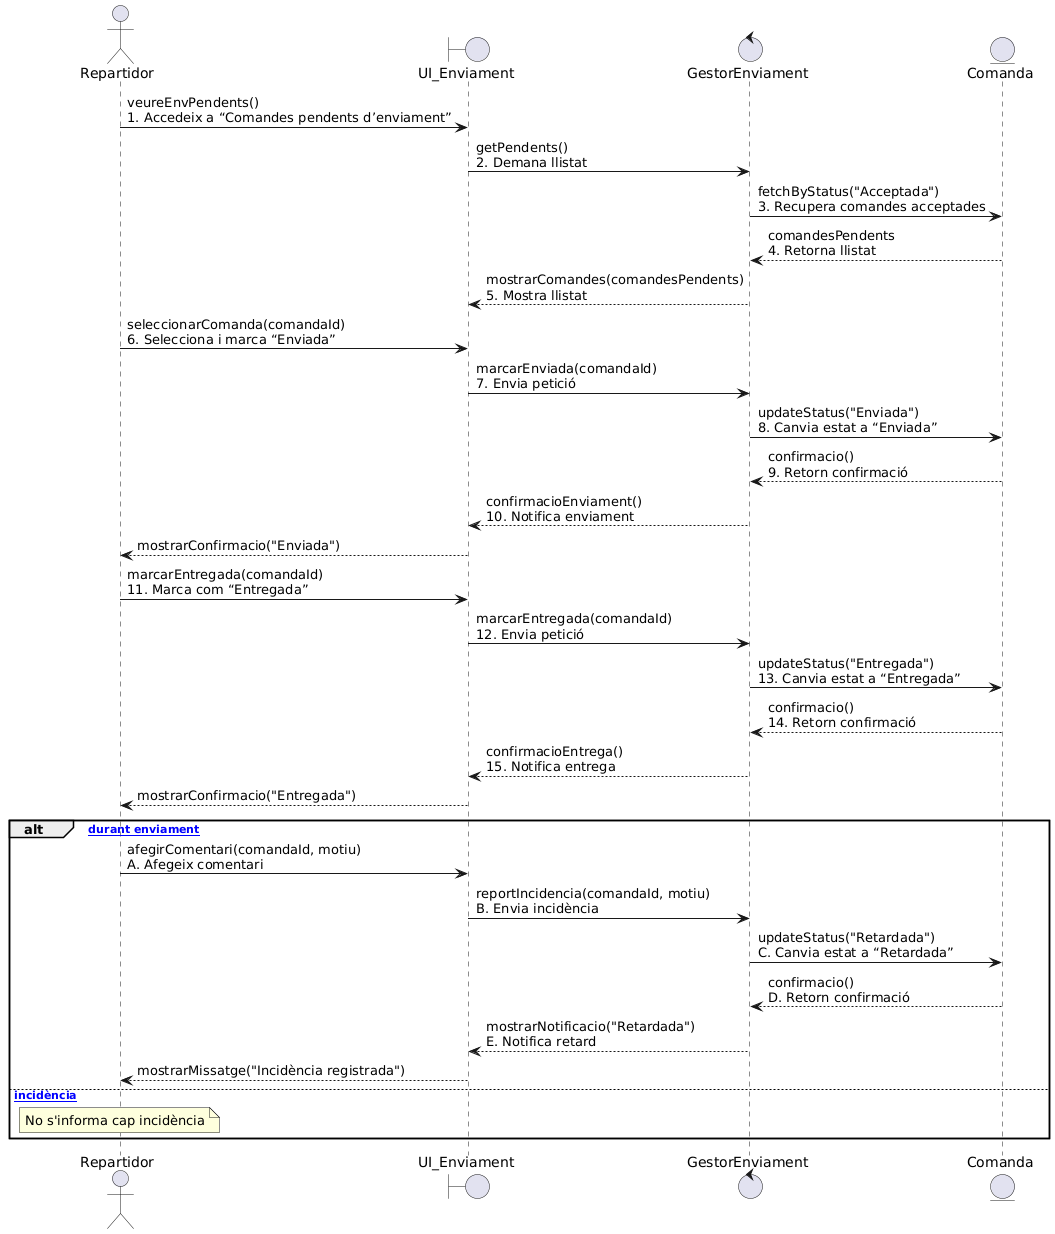 Repartidor
UI_Enviament
GestorEnviament
Comanda
veureEnvPendents()
1. Accedeix a “Comandes pendents d’enviament”
getPendents()
2. Demana llistat
fetchByStatus("Acceptada")
3. Recupera comandes acceptades
comandesPendents
4. Retorna llistat
mostrarComandes(comandesPendents)
5. Mostra llistat
seleccionarComanda(comandaId)
6. Selecciona i marca “Enviada”
marcarEnviada(comandaId)
7. Envia petició
updateStatus("Enviada")
8. Canvia estat a “Enviada”
confirmacio()
9. Retorn confirmació
confirmacioEnviament()
10. Notifica enviament
mostrarConfirmacio("Enviada")
marcarEntregada(comandaId)
11. Marca com “Entregada”
marcarEntregada(comandaId)
12. Envia petició
updateStatus("Entregada")
13. Canvia estat a “Entregada”
confirmacio()
14. Retorn confirmació
confirmacioEntrega()
15. Notifica entrega
mostrarConfirmacio("Entregada")
alt durant enviament
afegirComentari(comandaId, motiu)
A. Afegeix comentari
reportIncidencia(comandaId, motiu)
B. Envia incidència
updateStatus("Retardada")
C. Canvia estat a “Retardada”
confirmacio()
D. Retorn confirmació
mostrarNotificacio("Retardada")
E. Notifica retard
mostrarMissatge("Incidència registrada")
incidència
No s'informa cap incidència
Repartidor
UI_Enviament
GestorEnviament
Comanda